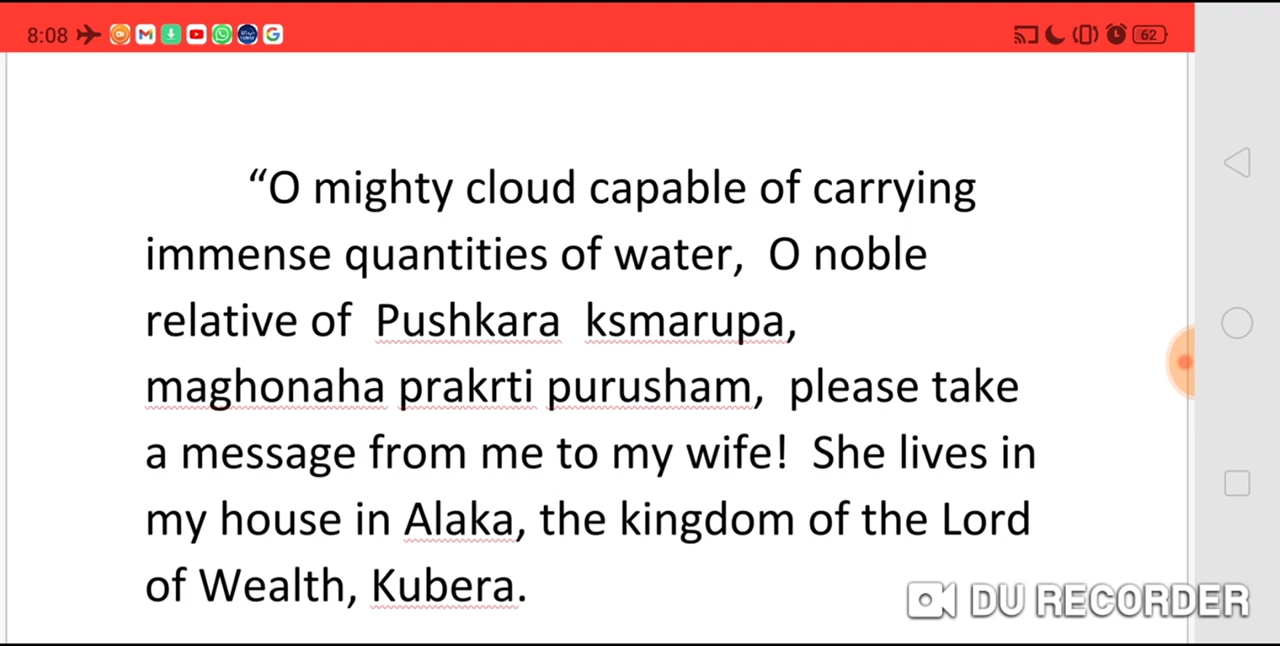 8:08
62
“O mighty cloud capable of carrying
immense quantities of water, O noble
relative of Pushkara ksmarupa,
maghonaha prakrti purusham, please take
a message from me to my wife! She lives in
my house in Alaka, the kingdom of the Lord
of Wealth, Kubera.
DU RECORDER